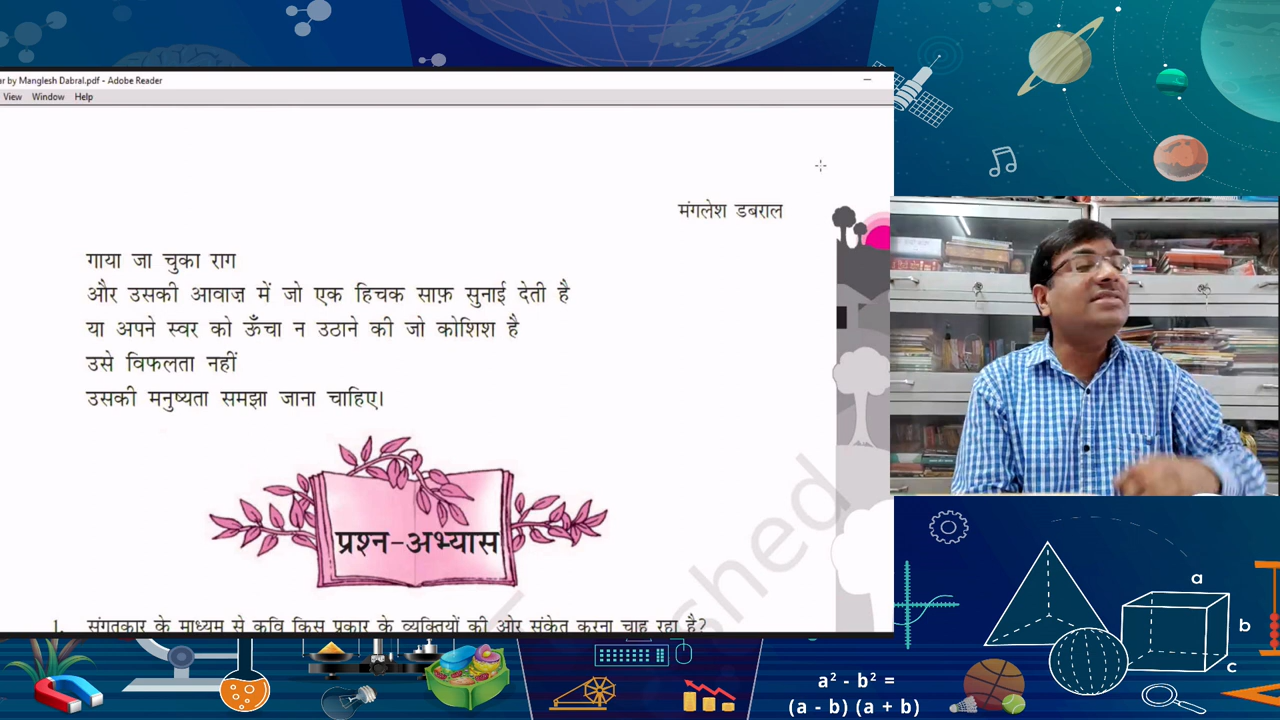 ar by Manglesh Dabral.pdf - Adobe Reader
View Window Help
मंगलेश डबराल
गाया जा चुका राग
और उसकी आवाज में जो एक हिचक साफ़ सुनाई देती है
या अपने स्वर को ऊँचा न उठाने की जो कोशिश है
उसे विफलता नहीं
उसकी मनुष्यता समझा जाना चाहिए।
प्रश्न-अभ्यास
1. संगतकार के माध्यम से कवि किस प्रकार के व्यक्तियों की ओर संकेत करना चाह रहा है?
shed
a
b
c
a² - b² =
(a - b) (a + b)